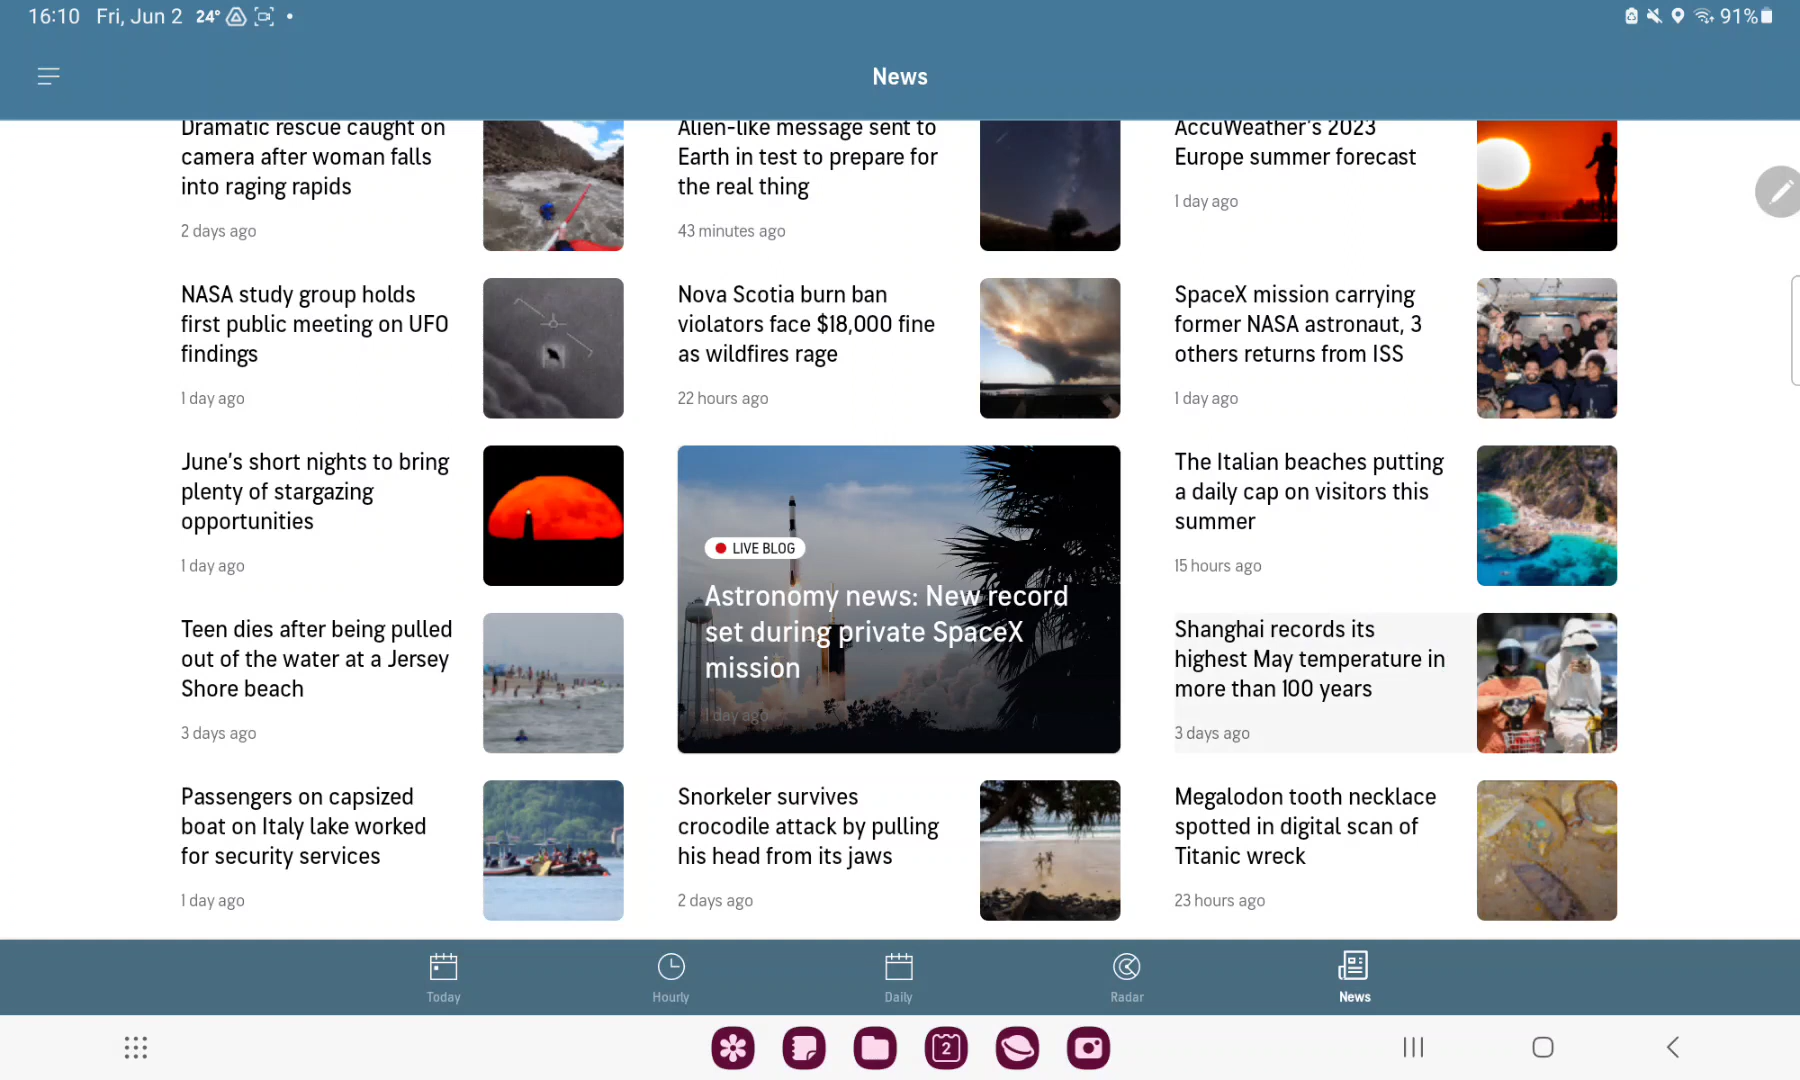 16:10 Fri, Jun 2 24°
91%
News
Dramatic rescue caught on
camera after woman falls
into raging rapids
2 days ago
Alien-like message sent to
Earth in test to prepare for
the real thing
43 minutes ago
AccuWeather's 2023
Europe summer forecast
1 day ago
NASA study group holds
first public meeting on UFO
findings
1 day ago
Nova Scotia burn ban
violators face $18,000 fine
as wildfires rage
22 hours ago
SpaceX mission carrying
former NASA astronaut, 3
others returns from ISS
1 day ago
June's short nights to bring
plenty of stargazing
opportunities
1 day ago
LIVE BLOG
Astronomy news: New record
set during private SpaceX
mission
1 day ago
The Italian beaches putting
a daily cap on visitors this
summer
15 hours ago
Teen dies after being pulled
out of the water at a Jersey
Shore beach
3 days ago
Shanghai records its
highest May temperature in
more than 100 years
3 days ago
Passengers on capsized
boat on Italy lake worked
for security services
1 day ago
Snorkeler survives
crocodile attack by pulling
his head from its jaws
2 days ago
Megalodon tooth necklace
spotted in digital scan of
Titanic wreck
23 hours ago
Today
Hourly
Daily
Radar
News
2